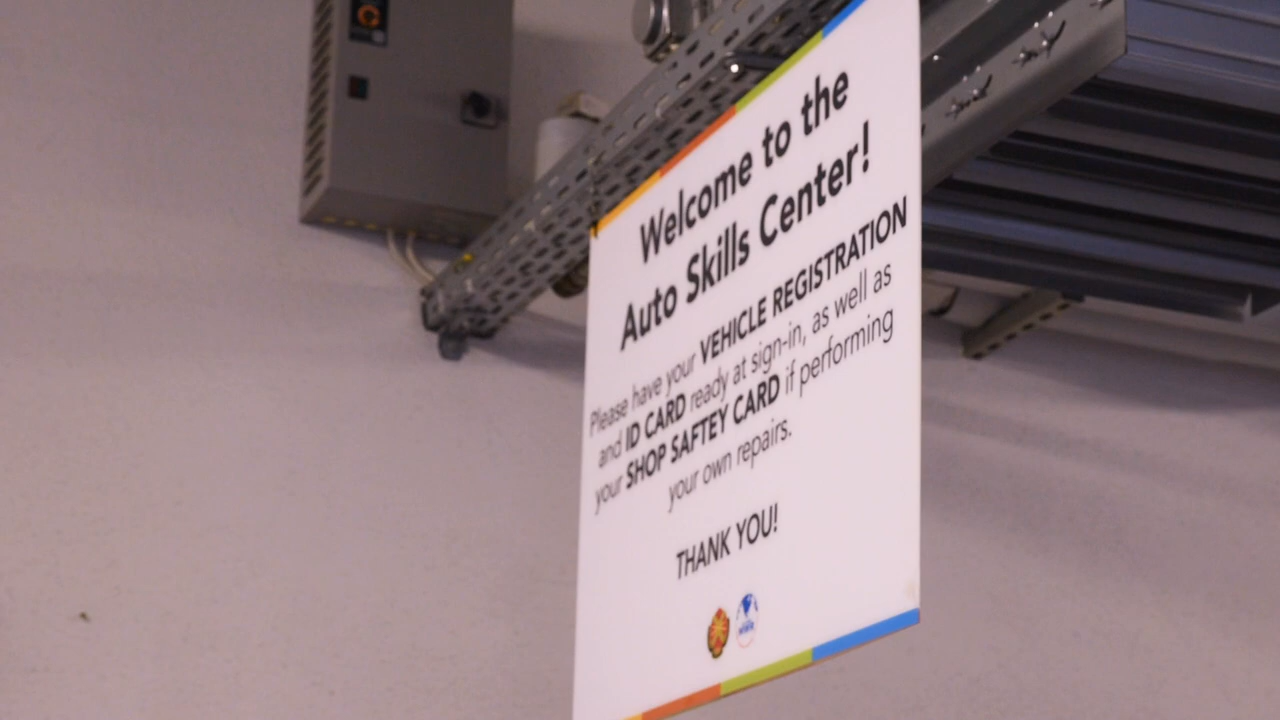 Welcome to the
Auto Skills Center!
Please have your VEHICLE REGISTRATION
and ID CARD ready at sign-in, as well as
your SHOP SAFTEY CARD if performing
your own repairs.
THANK YOU!